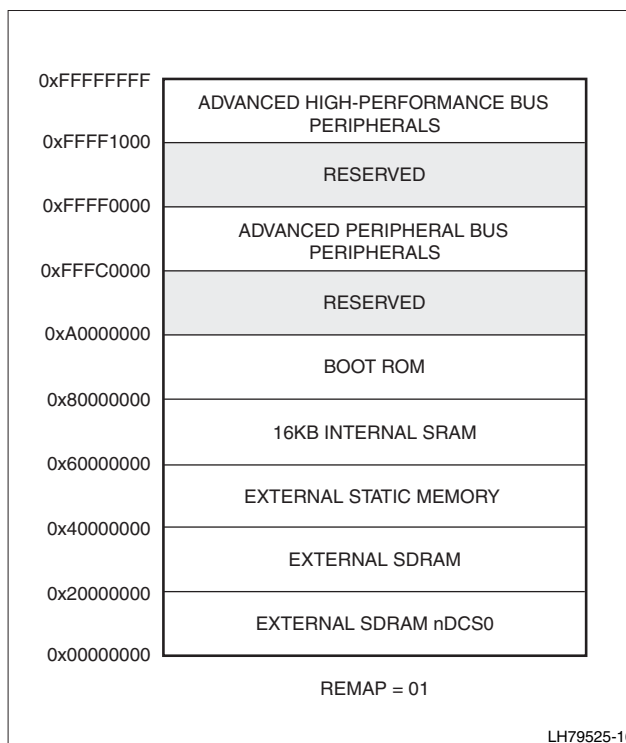 0xFFFFFFFF
ADVANCED HIGH-PERFORMANCE BUS
PERIPHERALS
0xFFFF1000
RESERVED
0xFFFF0000
ADVANCED PERIPHERAL BUS
PERIPHERALS
0xFFFC0000
RESERVED
0xA0000000
BOOT ROM
0x80000000
16KB INTERNAL SRAM
0x60000000
EXTERNAL STATIC MEMORY
0x40000000
EXTERNAL SDRAM
0x20000000
EXTERNAL SDRAM nDCS0
0x00000000
REMAP = 01